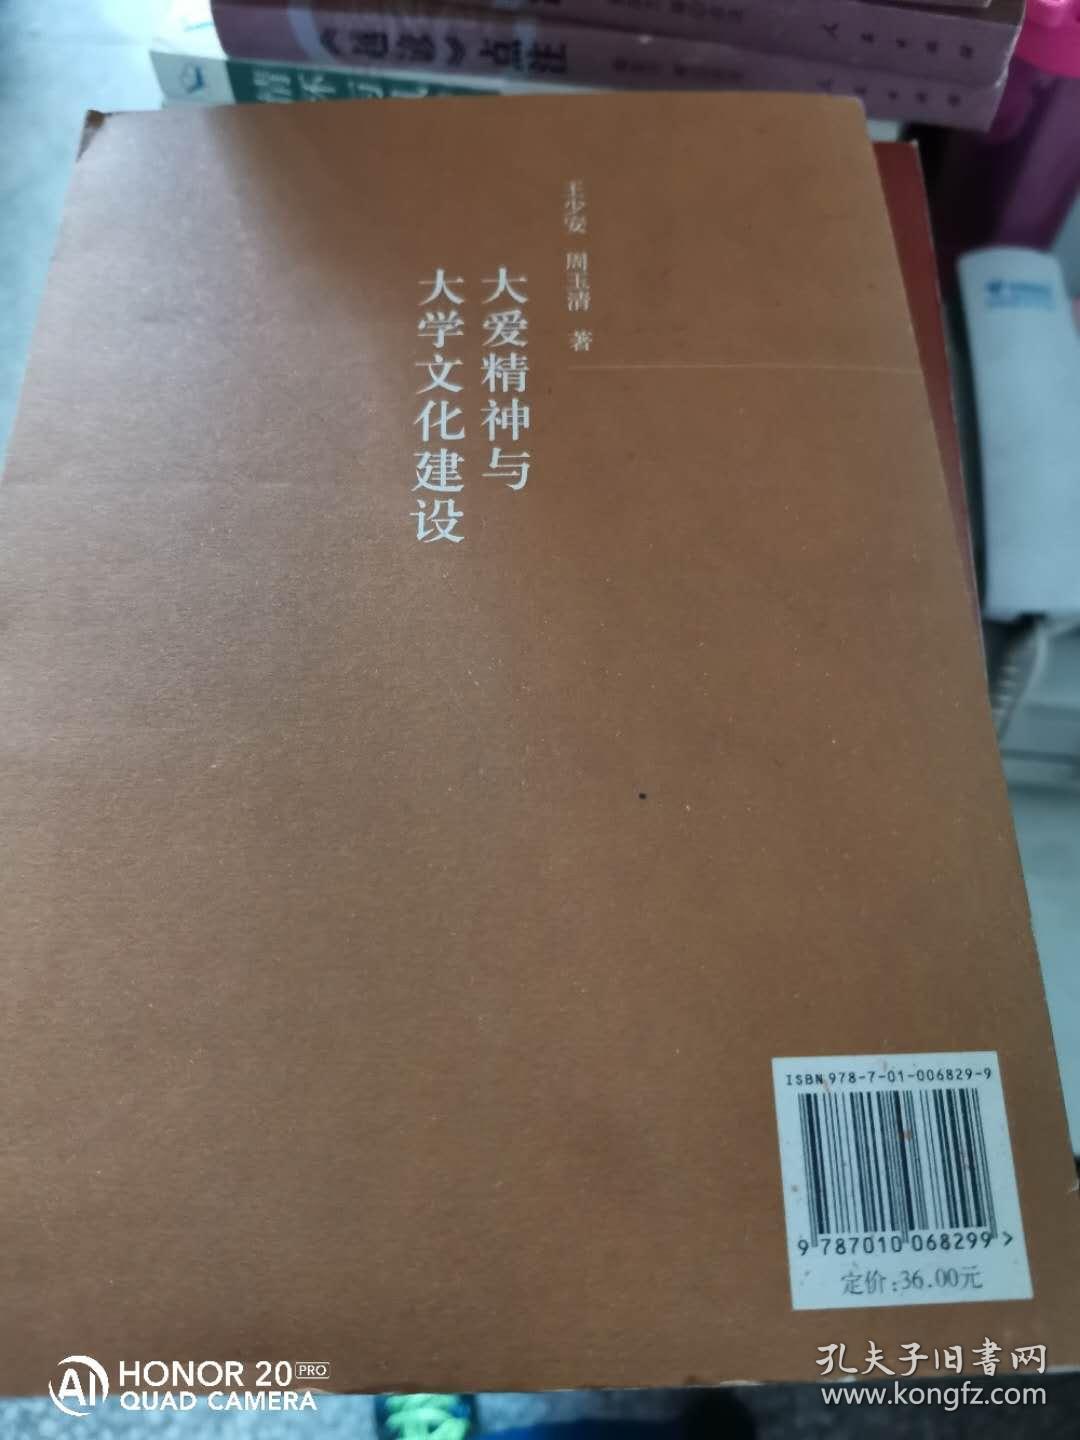 王少安 周玉清 著
大爱精神与
大学文化建设
ISBN 978-7-01-006829-9
9 787010 068299 >
定价:36.00元
孔夫子旧書网
www.kongfz.com
AI HONOR 20 PRO
QUAD CAMERA